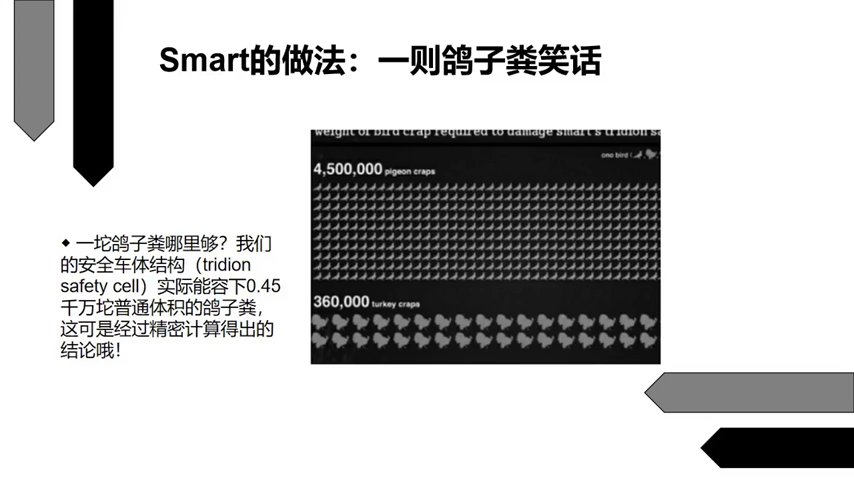 Smart的做法：一则鸽子粪笑话
weight of bird crap required to damage smart's tridion
one bird
4,500,000 pigeon craps
◆ 一坨鸽子粪哪里够？我们
的安全车体结构（tridion
safety cell）实际能容下0.45
千万坨普通体积的鸽子粪，
这可是经过精密计算得出的
结论哦！
360,000 turkey craps